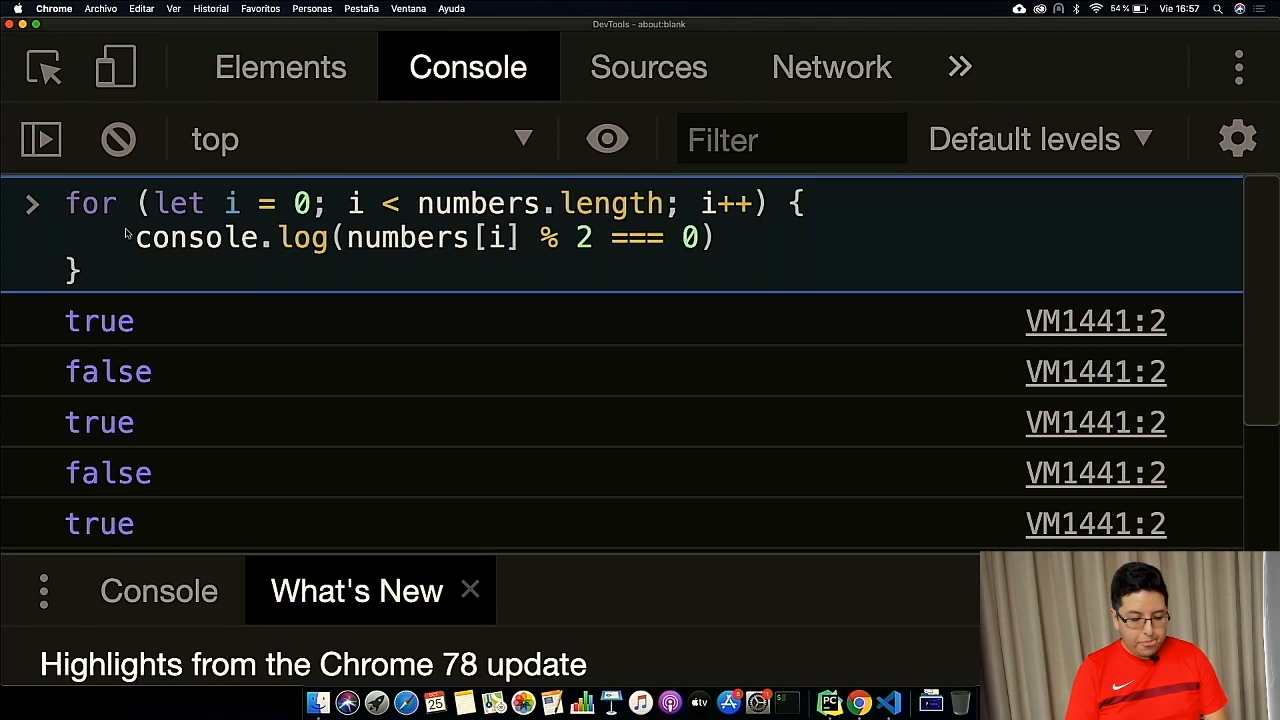 Chrome Archivo Editar Ver Historial Favoritos Personas Pestaña Ventana Ayuda 54 % Vie 16:57
DevTools - about:blank
Elements Console Sources Network
top Filter Default levels
for (let i = 0; i < numbers.length; i++) {
console.log(numbers[i] % 2 === 0)
}
true VM1441:2
false VM1441:2
true VM1441:2
false VM1441:2
true VM1441:2
Console What's New
Highlights from the Chrome 78 update
25 tv PC